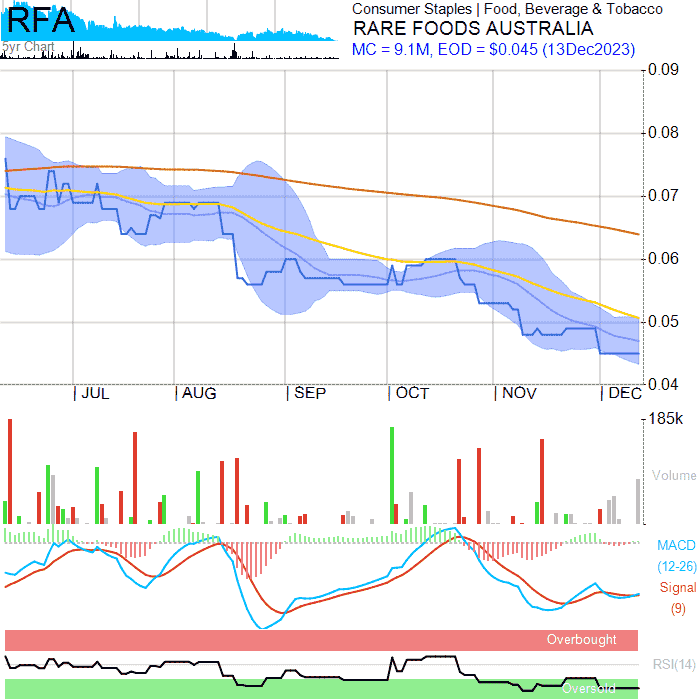 RFA
5yr Chart
Consumer Staples | Food, Beverage & Tobacco
RARE FOODS AUSTRALIA
MC = 9.1M, EOD = $0.045 (13Dec2023)
0.09
0.08
0.07
0.06
0.05
0.04
| JUL | AUG | SEP | OCT | NOV | DEC
185k
Volume
MACD
(12-26)
Signal
(9)
Overbought
RSI(14)
Oversold